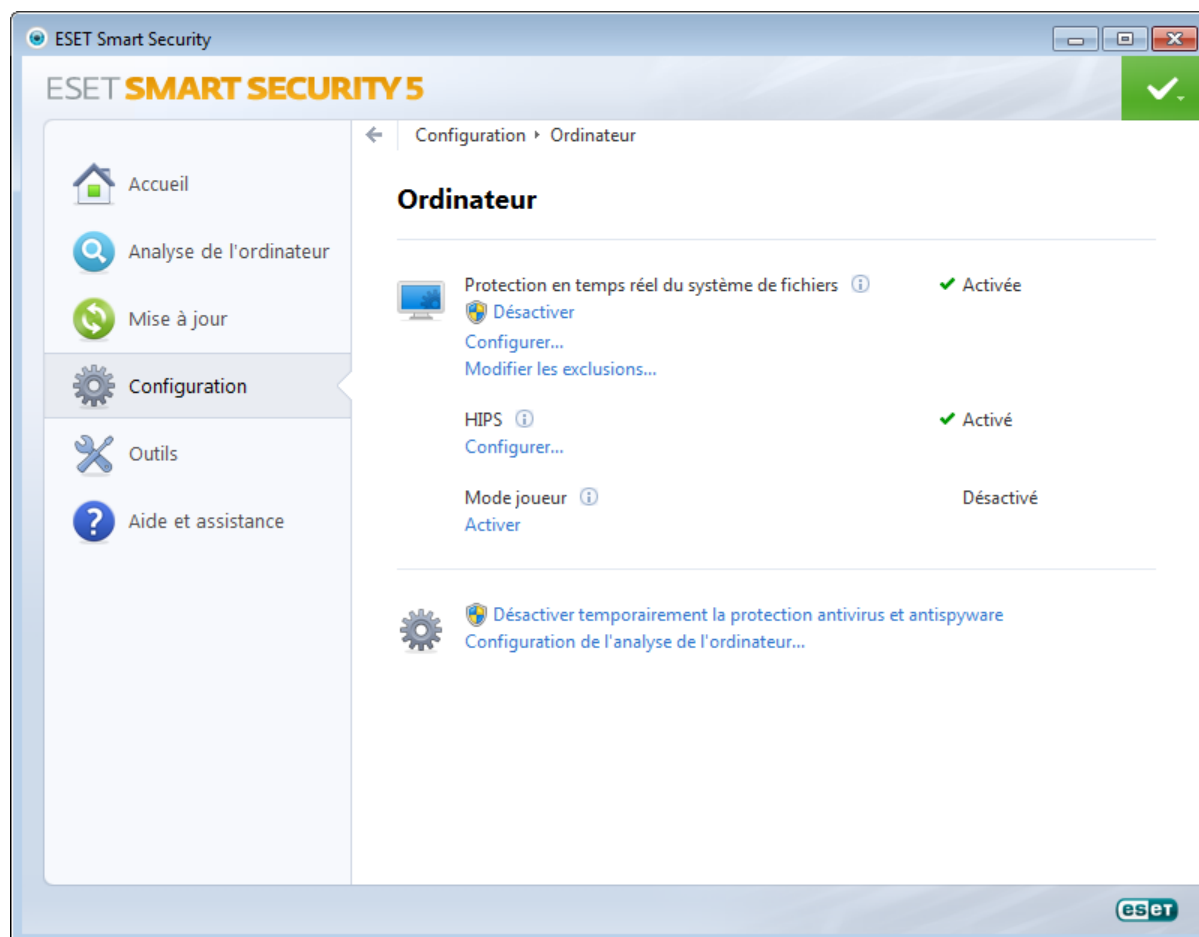 ESET Smart Security
ESET SMART SECURITY 5
Configuration ‣ Ordinateur
Accueil
Analyse de l'ordinateur
Mise à jour
Configuration
Outils
Aide et assistance
Ordinateur
Protection en temps réel du système de fichiers
Activée
Désactiver
Configurer...
Modifier les exclusions...
HIPS
Activé
Configurer...
Mode joueur
Désactivé
Activer
Désactiver temporairement la protection antivirus et antispyware
Configuration de l'analyse de l'ordinateur...
eset